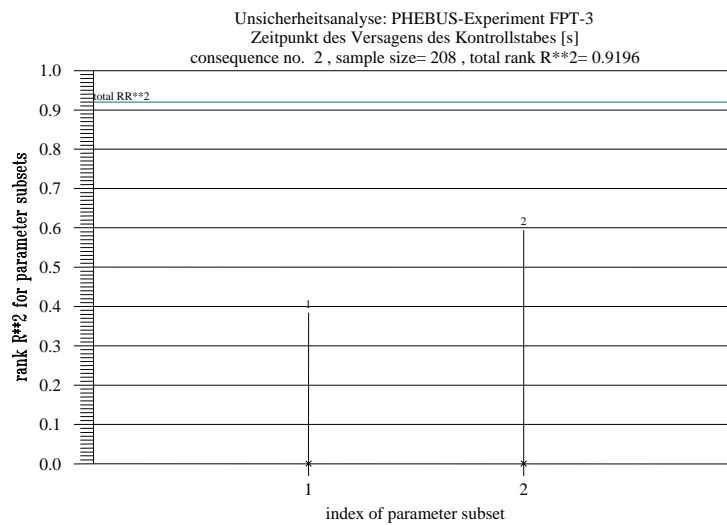 Unsicherheitsanalyse: PHEBUS-Experiment FPT-3
Zeitpunkt des Versagens des Kontrollstabes [s]
consequence no. 2 , sample size= 208 , total rank R**2= 0.9196
1.0
total RR**2
0.9
0.8
0.7
0.6
2
0.5
0.4
1
0.3
0.2
0.1
0.0
rank R**2 for parameter subsets
1 2
index of parameter subset